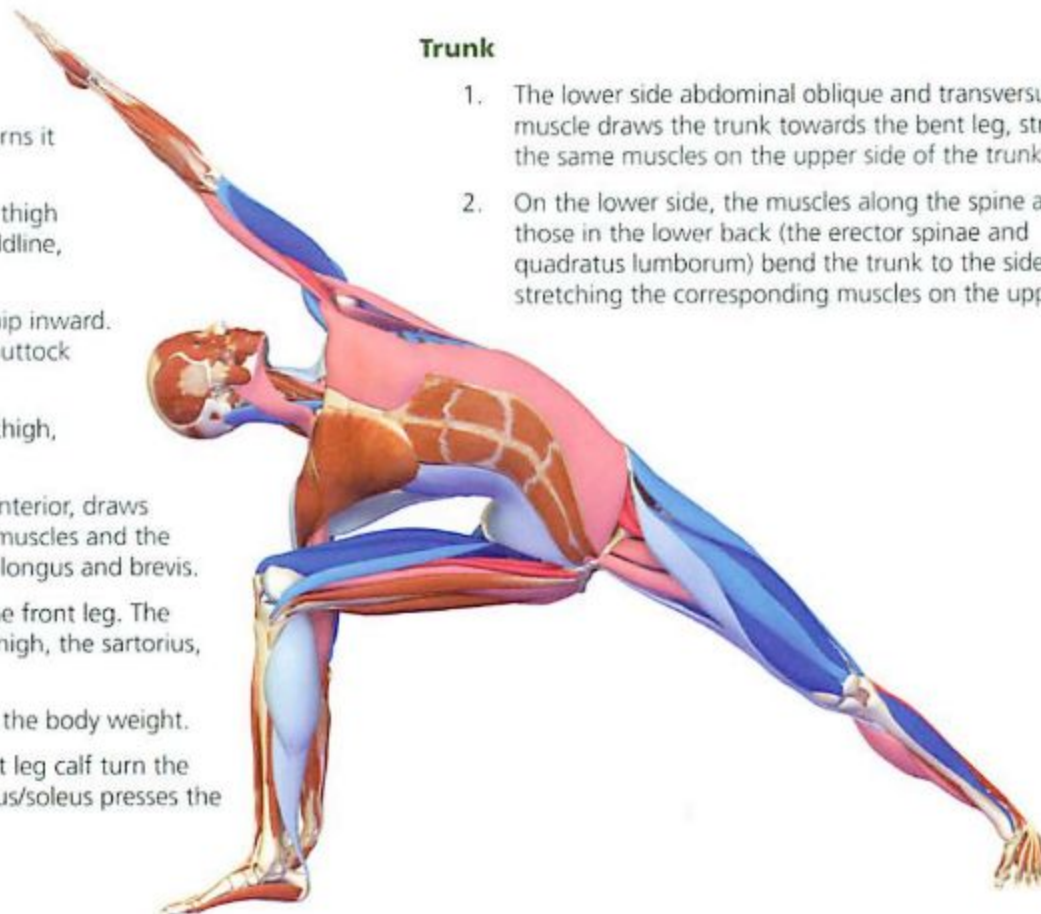 rns it
thigh
dline,
ip inward.
uttock
high,
nterior, draws
muscles and the
longus and brevis.
e front leg. The
high, the sartorius,
the body weight.
t leg calf turn the
us/soleus presses the
Trunk
1. The lower side abdominal oblique and transversu
muscle draws the trunk towards the bent leg, str
the same muscles on the upper side of the trunk
2. On the lower side, the muscles along the spine a
those in the lower back (the erector spinae and
quadratus lumborum) bend the trunk to the side
stretching the corresponding muscles on the upp